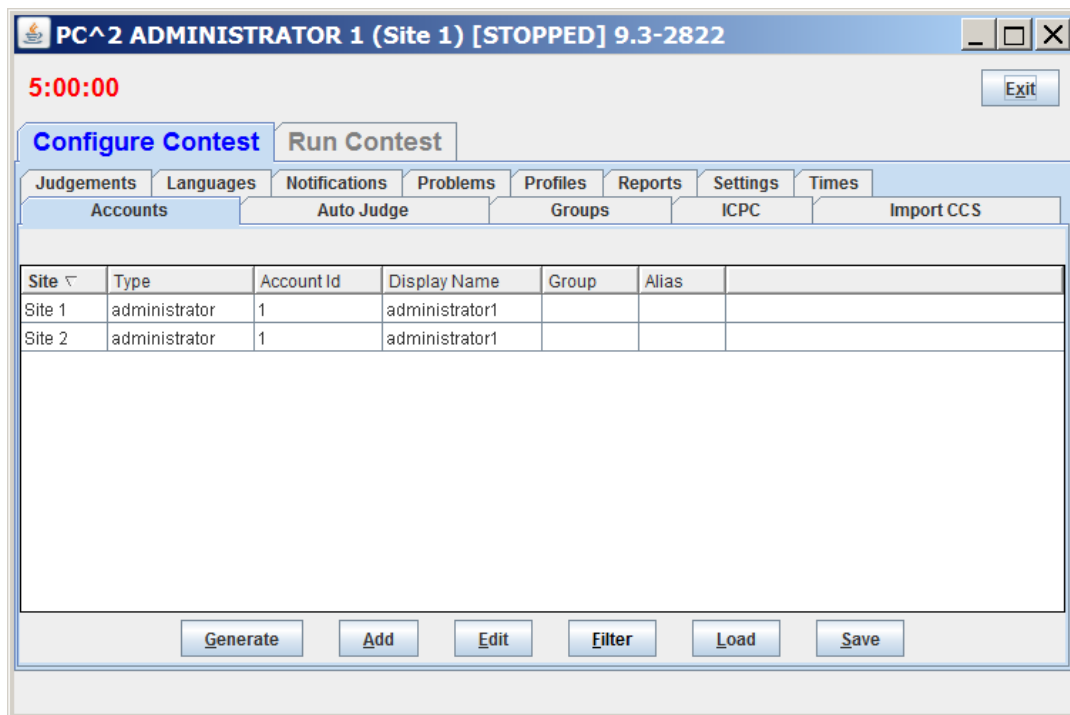 PC^2 ADMINISTRATOR 1 (Site 1) [STOPPED] 9.3-2822
5:00:00
Exit
Configure Contest Run Contest
Judgements Languages Notifications Problems Profiles Reports Settings Times
Accounts Auto Judge Groups ICPC Import CCS
Site Type Account Id Display Name Group Alias
Site 1 administrator 1 administrator1
Site 2 administrator 1 administrator1
Generate Add Edit Filter Load Save